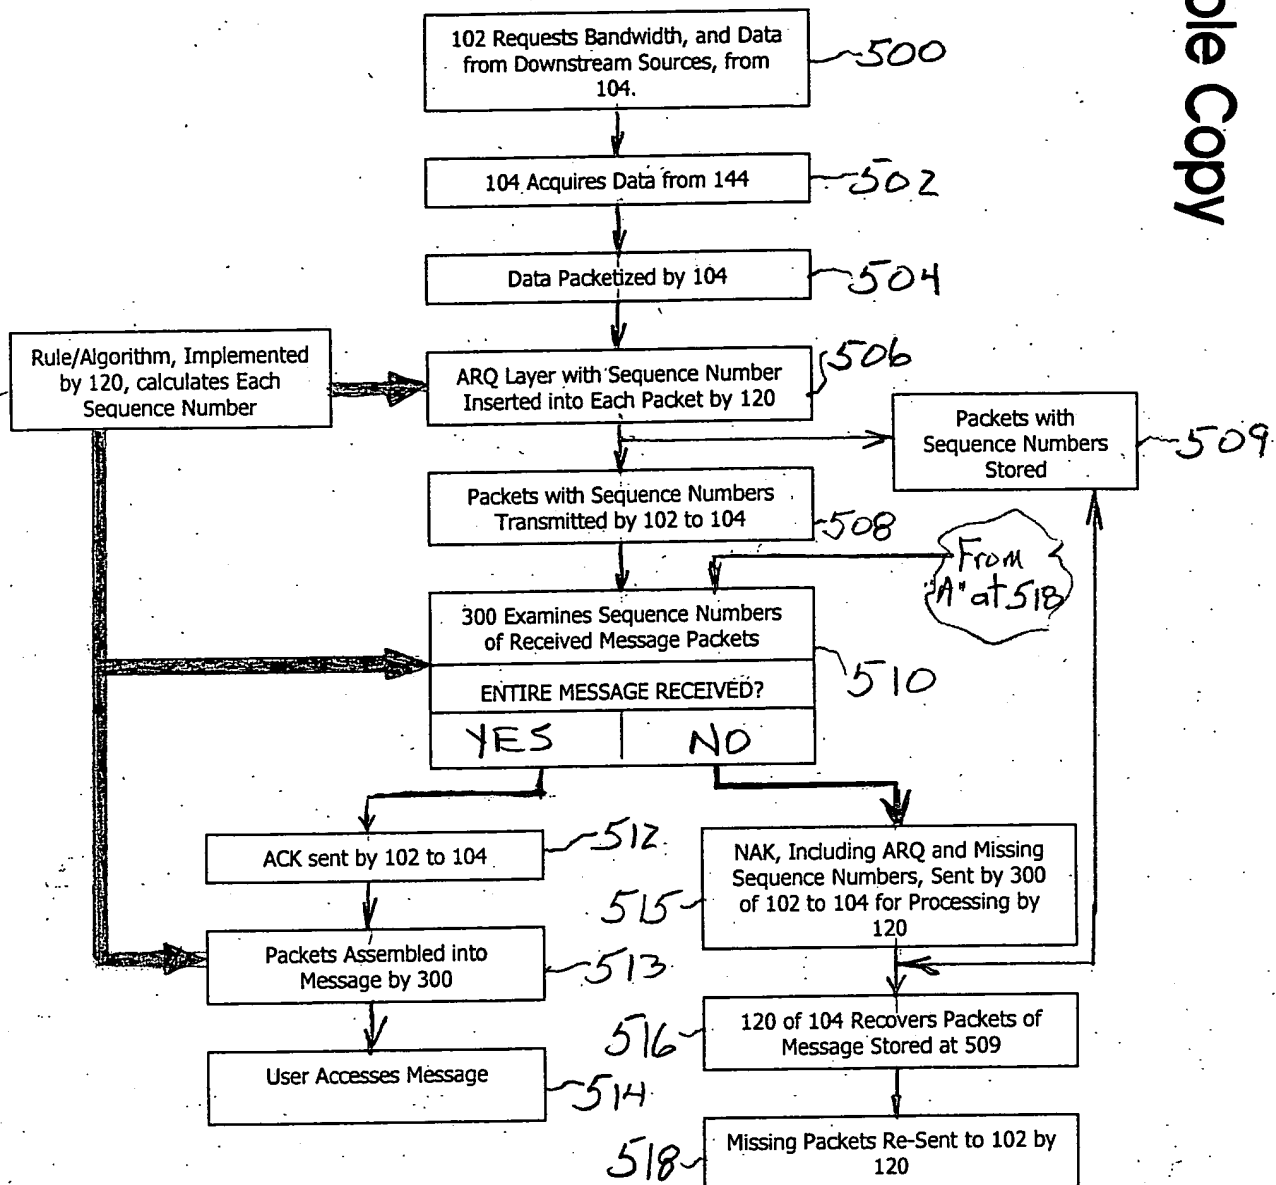 102 Requests Bandwidth, and Data
from Downstream Sources, from
104.
500
104 Acquires Data from 144
502
Data Packetized by 104
504
Rule/Algorithm, Implemented
by 120, calculates Each
Sequence Number
ARQ Layer with Sequence Number
Inserted into Each Packet by 120
506
Packets with
Sequence Numbers
Stored
509
Packets with Sequence Numbers
Transmitted by 102 to 104
508
From
"A" at 518
300 Examines Sequence Numbers
of Received Message Packets
510
ENTIRE MESSAGE RECEIVED?
YES
NO
ACK sent by 102 to 104
512
NAK, Including ARQ and Missing
Sequence Numbers, Sent by 300
of 102 to 104 for Processing by
120
515
Packets Assembled into
Message by 300
513
120 of 104 Recovers Packets of
Message Stored at 509
516
User Accesses Message
514
Missing Packets Re-Sent to 102 by
120
518
Copy